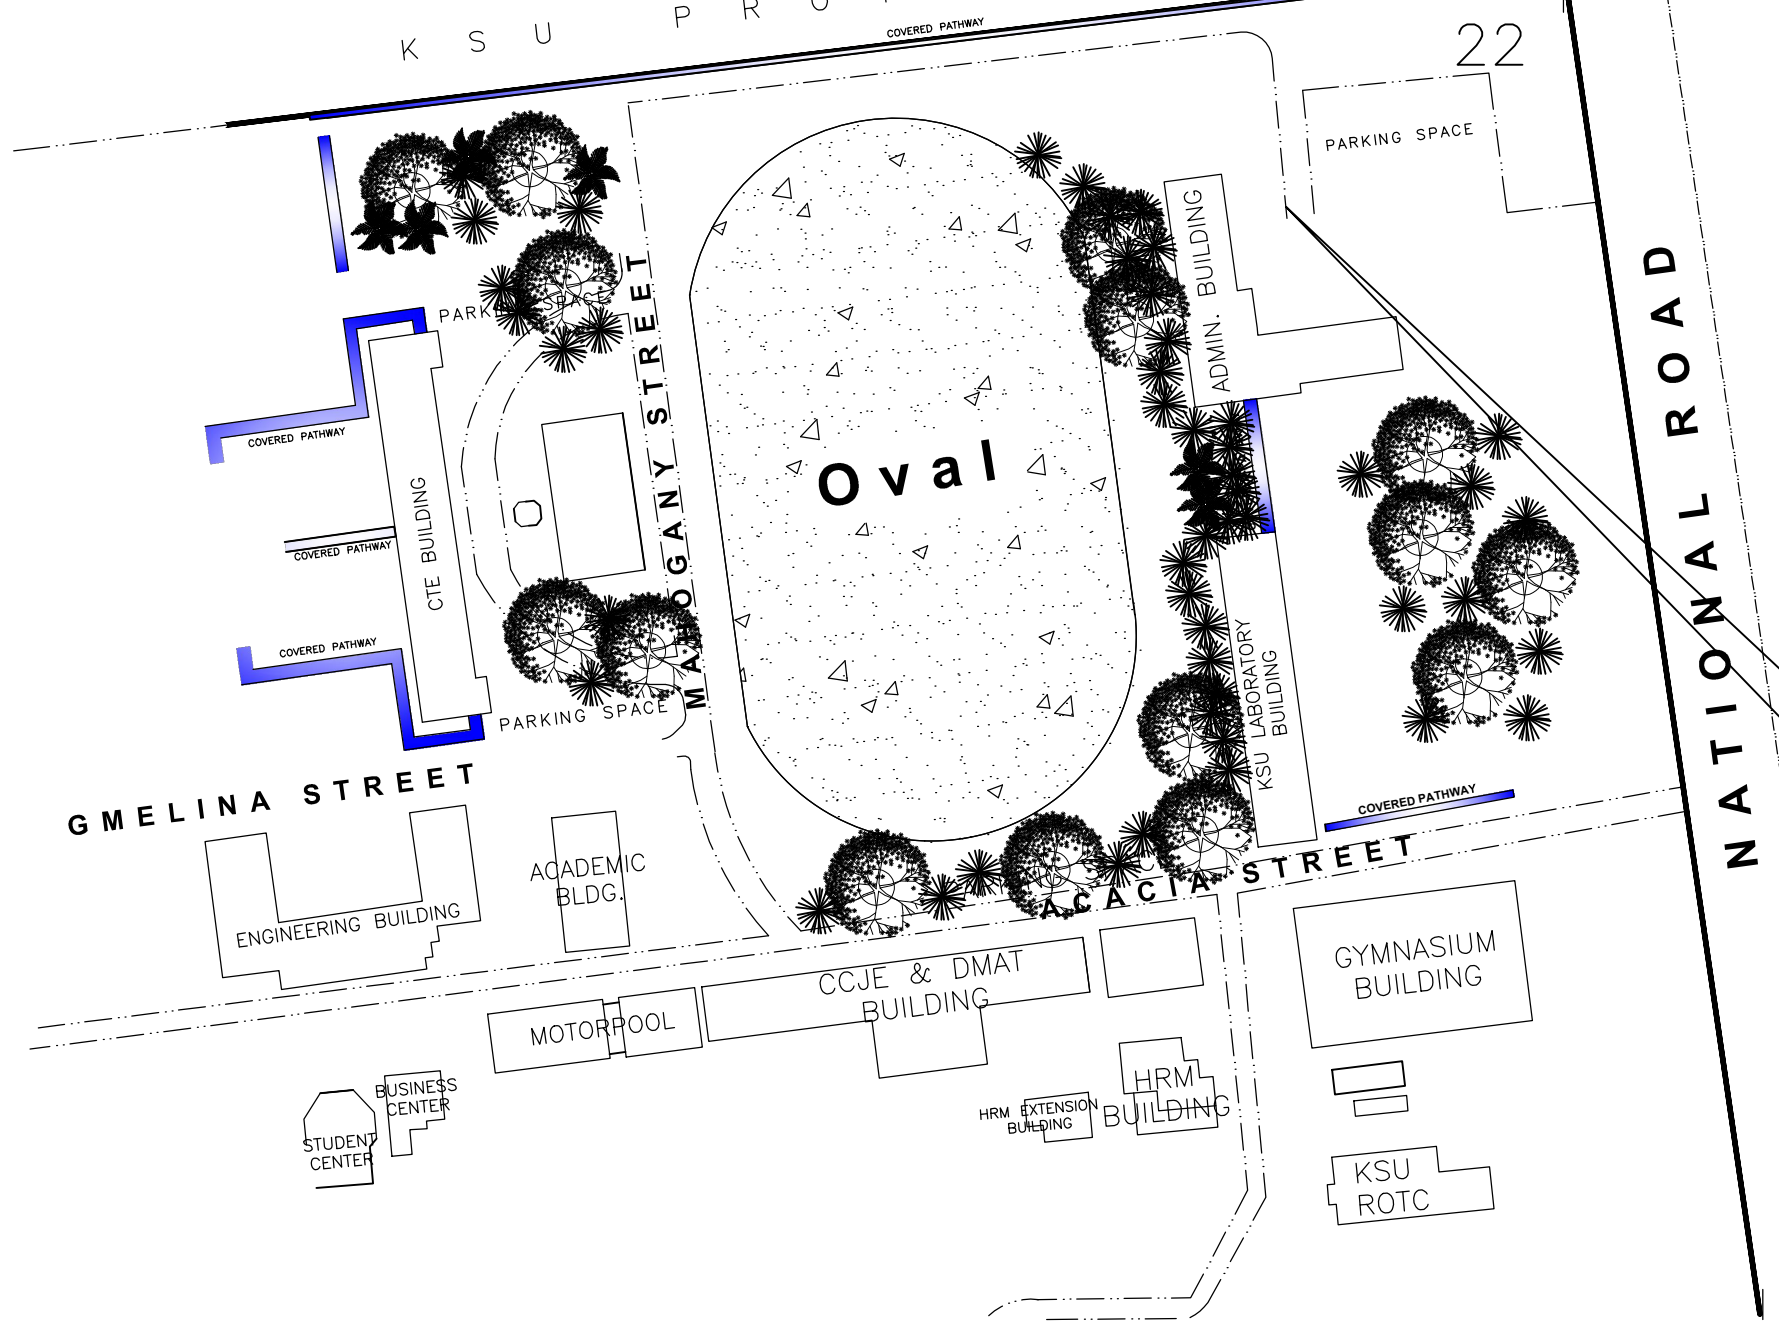 K S U P R O
COVERED PATHWAY
22
PARKING SPACE
ADMIN. BUILDING
PARKING SPACE
MAHOGANY STREET
NATIONAL ROAD
COVERED PATHWAY
Oval
CTE BUILDING
COVERED PATHWAY
COVERED PATHWAY
KSU LABORATORY
BUILDING
PARKING SPACE
GMELINA STREET
COVERED PATHWAY
ACACIA STREET
ACADEMIC
BLDG.
ENGINEERING BUILDING
GYMNASIUM
BUILDING
CCJE & DMAT
BUILDING
MOTORPOOL
BUSINESS
CENTER
HRM
BUILDING
HRM EXTENSION
BUILDING
STUDENT
CENTER
KSU
ROTC